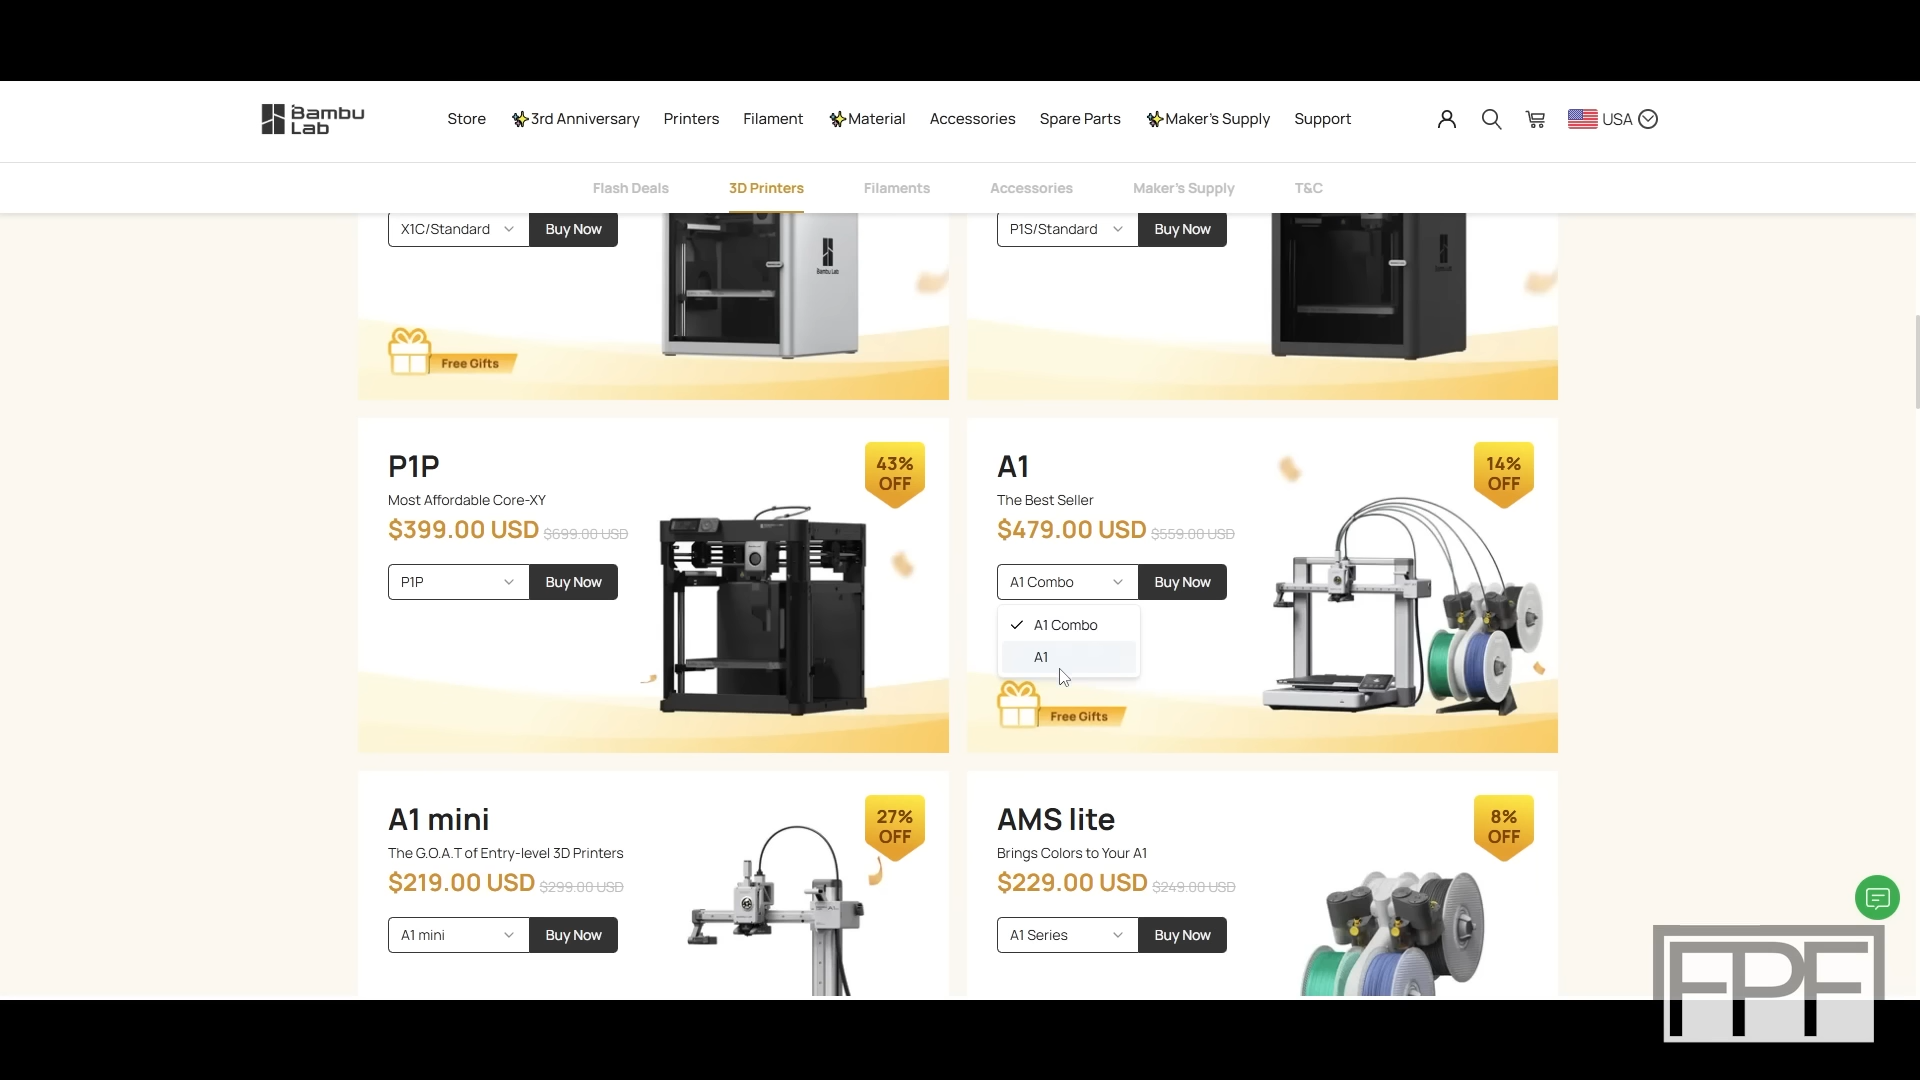 Bambu Lab
Store 3rd Anniversary Printers Filament Material Accessories Spare Parts Maker's Supply Support USA
Flash Deals 3D Printers Filaments Accessories Maker's Supply T&C
X1C/Standard Buy Now
P1S/Standard Buy Now
Bambu Lab
Free Gifts
P1P
43% OFF
Most Affordable Core-XY
$399.00 USD $699.00 USD
P1P Buy Now
A1
14% OFF
The Best Seller
$479.00 USD $559.00 USD
A1 Combo Buy Now
A1 Combo
A1
Free Gifts
A1 mini
27% OFF
The G.O.A.T of Entry-level 3D Printers
$219.00 USD $299.00 USD
A1 mini Buy Now
AMS lite
8% OFF
Brings Colors to Your A1
$229.00 USD $249.00 USD
A1 Series Buy Now
FPF